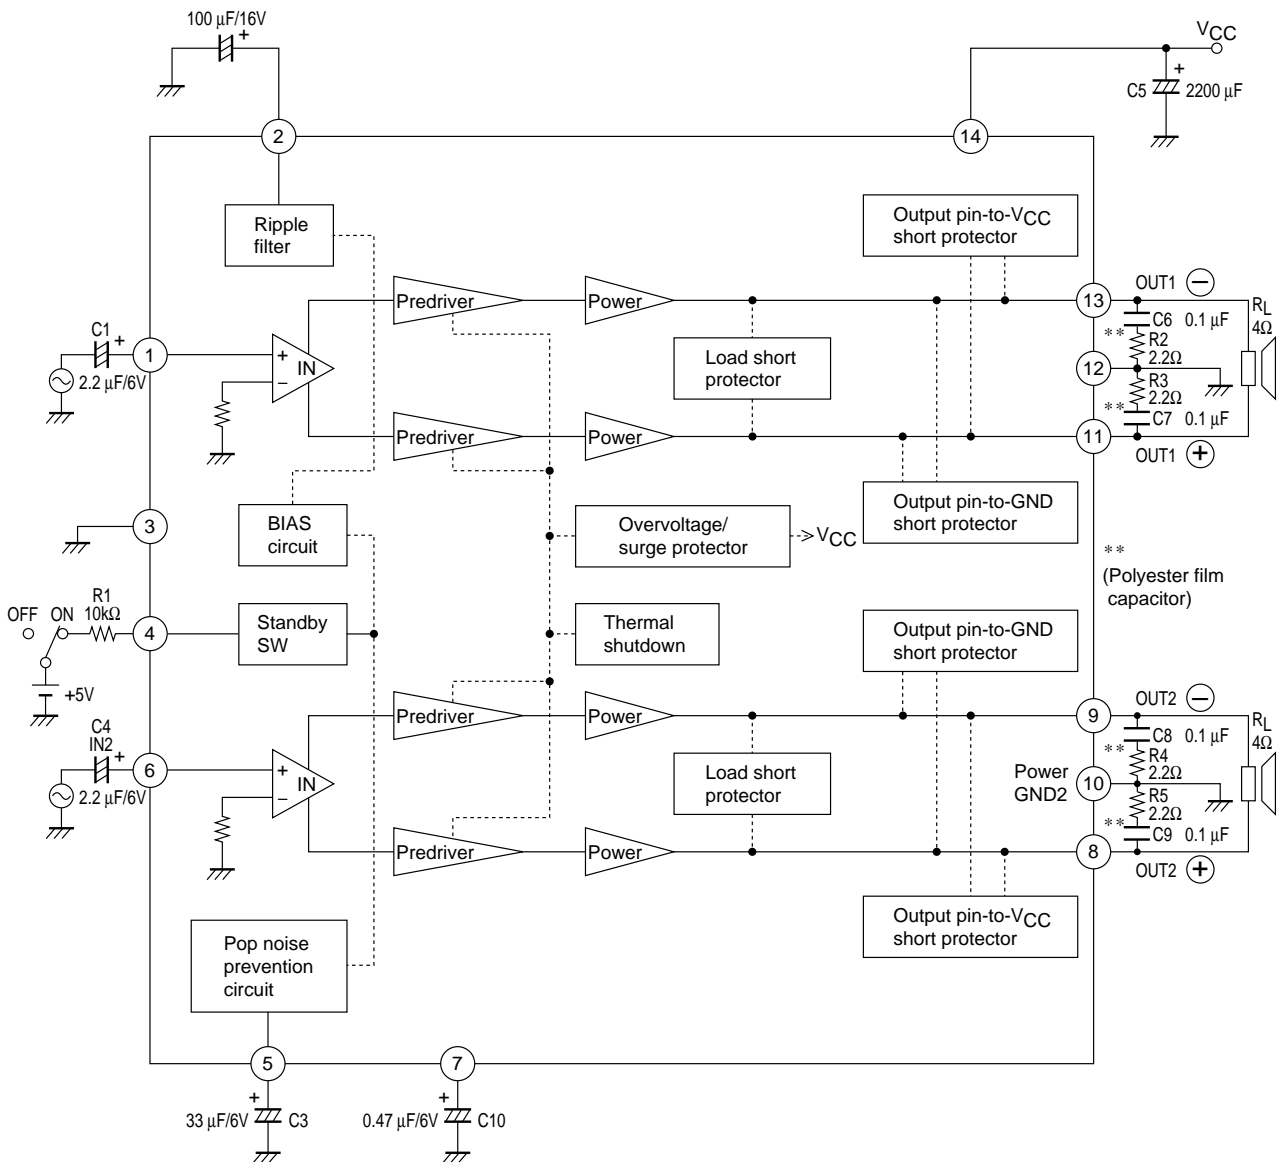 100 μF/16V
+
VCC
+
C5
2200 μF
2
14
Ripple
filter
Output pin-to-VCC
short protector
Predriver
Power
13
OUT1 −
C6 0.1 μF
**
R2
2.2Ω
RL
4Ω
C1
+
1
2.2 μF/6V
+
IN
−
Load short
protector
12
R3
2.2Ω
**
C7 0.1 μF
Predriver
Power
11
OUT1 +
3
BIAS
circuit
Overvoltage/
surge protector
VCC
Output pin-to-GND
short protector
**
(Polyester film
capacitor)
OFF
ON
R1
10kΩ
4
Standby
SW
Thermal
shutdown
Output pin-to-GND
short protector
+5V
Predriver
Power
9
OUT2 −
C8 0.1 μF
**
R4
2.2Ω
RL
4Ω
C4
IN2
+
6
2.2 μF/6V
+
IN
−
Load short
protector
Power
GND2
10
R5
2.2Ω
**
C9 0.1 μF
Predriver
Power
8
OUT2 +
Output pin-to-VCC
short protector
Pop noise
prevention
circuit
5
7
+
33 μF/6V
C3
+
0.47 μF/6V
C10